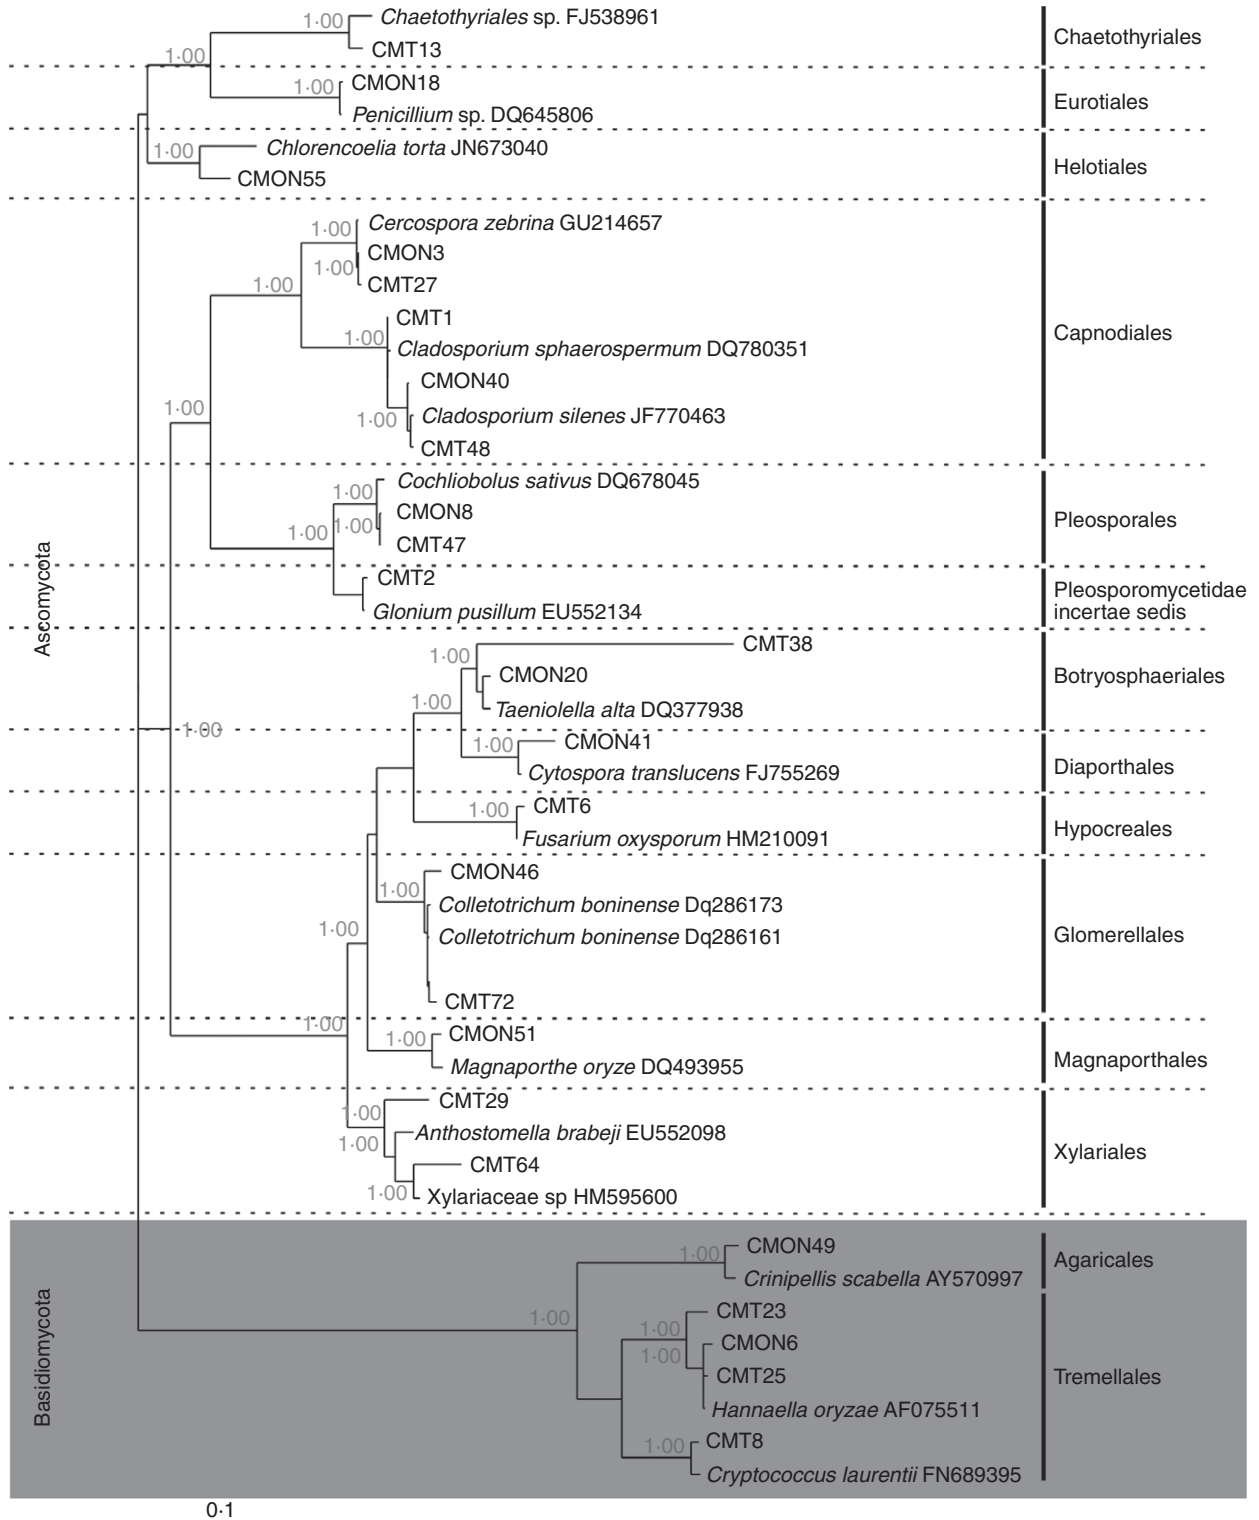 1·00
Chaetothyriales sp. FJ538961
CMT13
Chaetothyriales
1·00
1·00
CMON18
Penicillium sp. DQ645806
Eurotiales
1·00
Chlorencoelia torta JN673040
CMON55
Helotiales
1·00
Cercospora zebrina GU214657
CMON3
1·00
CMT27
1·00
CMT1
1·00
Cladosporium sphaerospermum DQ780351
CMON40
1·00
Cladosporium silenes JF770463
CMT48
Capnodiales
1·00
1·00
Cochliobolus sativus DQ678045
CMON8
1·00
1·00
CMT47
Pleosporales
CMT2
Glonium pusillum EU552134
Pleosporomycetidae
incertae sedis
Ascomycota
1·00
CMT38
CMON20
Taeniolella alta DQ377938
Botryosphaeriales
1·00
1·00
1·00
CMON41
Cytospora translucens FJ755269
Diaporthales
1·00
CMT6
Fusarium oxysporum HM210091
Hypocreales
CMON46
1·00
Colletotrichum boninense Dq286173
Colletotrichum boninense Dq286161
CMT72
Glomerellales
1·00
1·00
1·00
CMON51
Magnaporthe oryze DQ493955
Magnaporthales
CMT29
1·00
Anthostomella brabeji EU552098
1·00
CMT64
1·00
Xylariaceae sp HM595600
Xylariales
Basidiomycota
1·00
CMON49
Crinipellis scabella AY570997
Agaricales
1·00
CMT23
1·00
CMON6
1·00
CMT25
Hannaella oryzae AF075511
1·00
CMT8
Cryptococcus laurentii FN689395
Tremellales
0·1